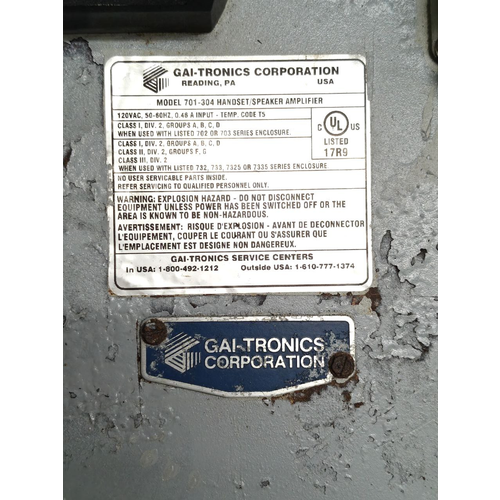 GAI-TRONICS CORPORATION
READING, PA USA
MODEL 701-304 HANDSET/SPEAKER AMPLIFIER
120VAC, 50-60HZ, 0.48 A INPUT - TEMP. CODE T5
CLASS I, DIV. 2, GROUPS A, B, C, D
WHEN USED WITH LISTED 702 OR 703 SERIES ENCLOSURE.
CLASS I, DIV. 2, GROUPS A, B, C, D
CLASS II, DIV. 2, GROUPS F, G
CLASS III, DIV. 2
WHEN USED WITH LISTED 732, 733, 7325 OR 7335 SERIES ENCLOSURE.
C UL US
LISTED
17R9
NO USER SERVICABLE PARTS INSIDE.
REFER SERVICING TO QUALIFIED PERSONNEL ONLY.
WARNING: EXPLOSION HAZARD - DO NOT DISCONNECT
EQUIPMENT UNLESS POWER HAS BEEN SWITCHED OFF OR THE
AREA IS KNOWN TO BE NON-HAZARDOUS.
AVERTISSEMENT: RISQUE D'EXPLOSION - AVANT DE DECONNECTOR
L'EQUIPEMENT, COUPER LE COURANT OU S'ASSURER QUE
L'EMPLACEMENT EST DESIGNE NON DANGEREUX.
GAI-TRONICS SERVICE CENTERS
In USA: 1-800-492-1212 Outside USA: 1-610-777-1374
GAI-TRONICS
CORPORATION